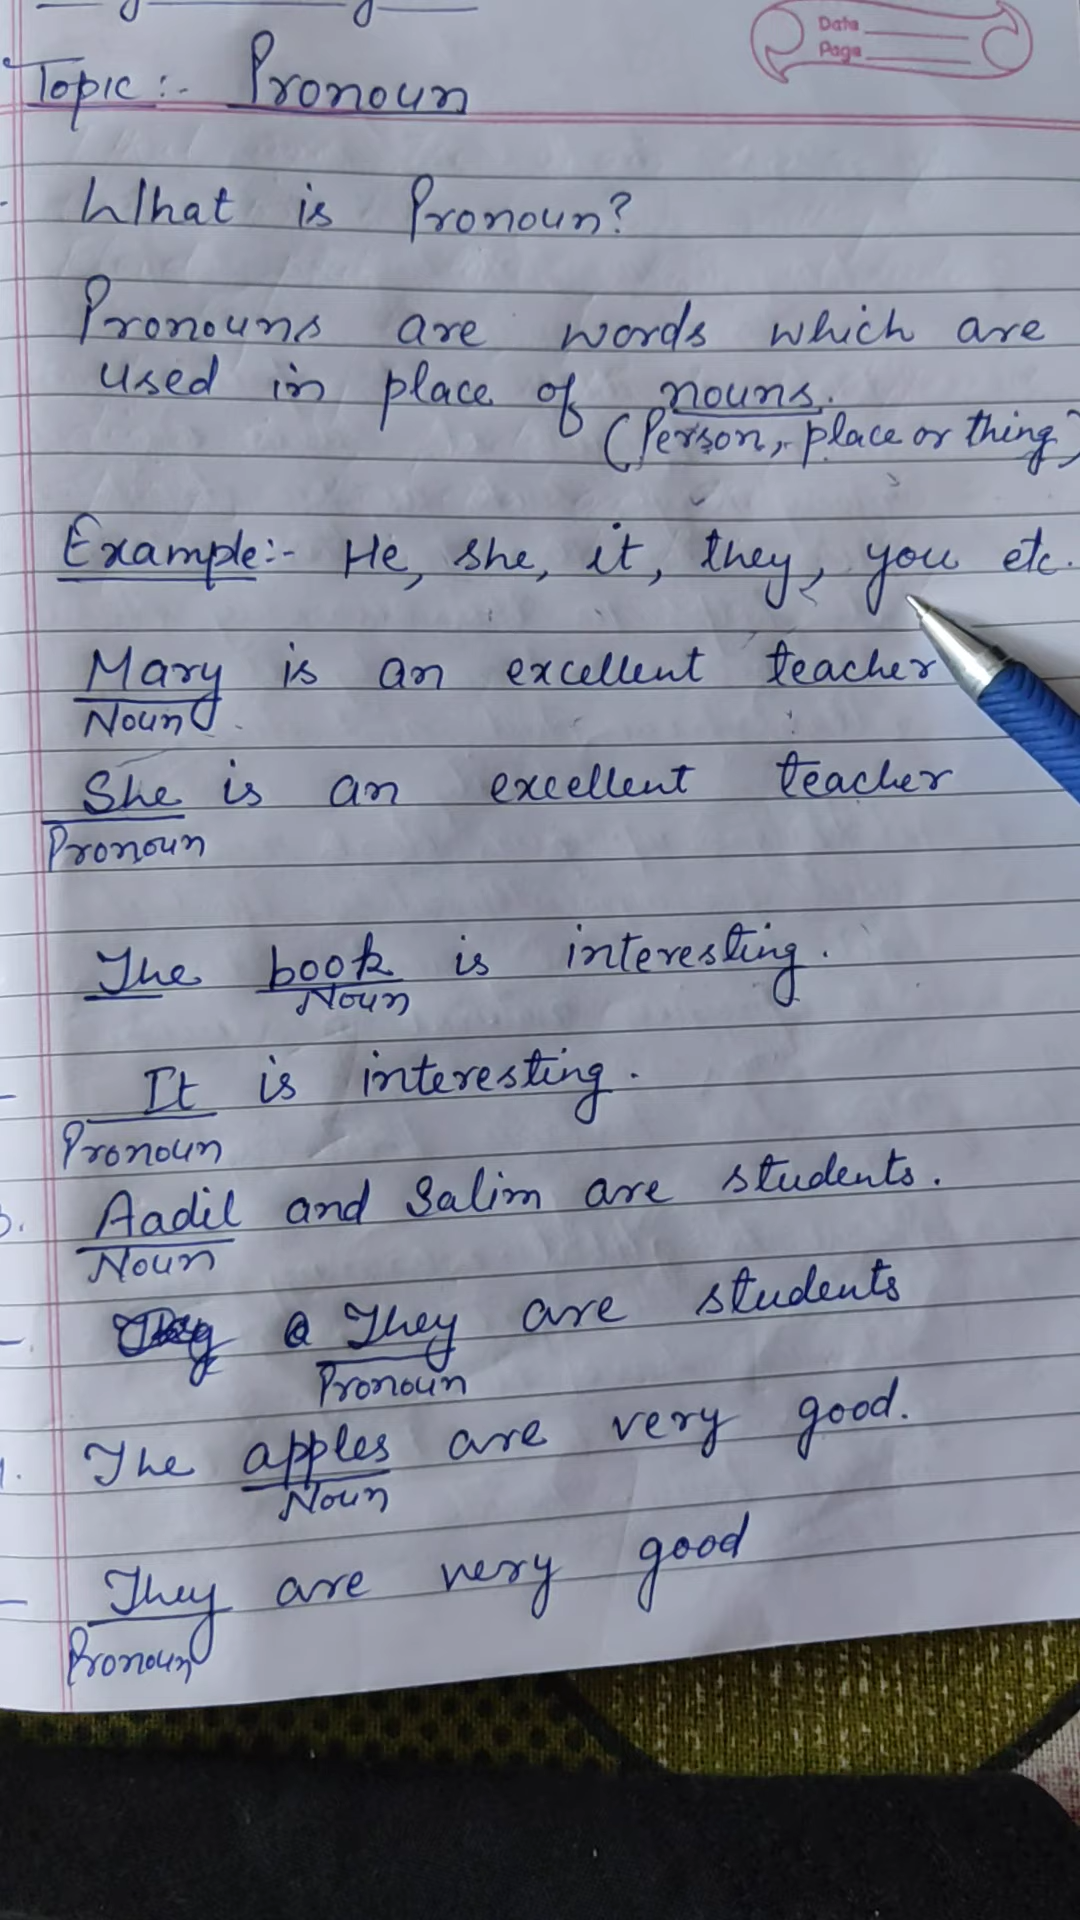 Date
Page
Topic:- Pronoun
What is Pronoun?
Pronouns are words which are
used in place of nouns.
(Person, place or thing)
Example:- He, she, it, they, you etc.
Mary is an excellent teacher
Noun
She is an excellent teacher
Pronoun
The book is interesting.
Noun
It is interesting.
Pronoun
3. Aadil and Salim are students.
Noun
They are students
Pronoun
The apples are very good.
Noun
They are very good
Pronoun